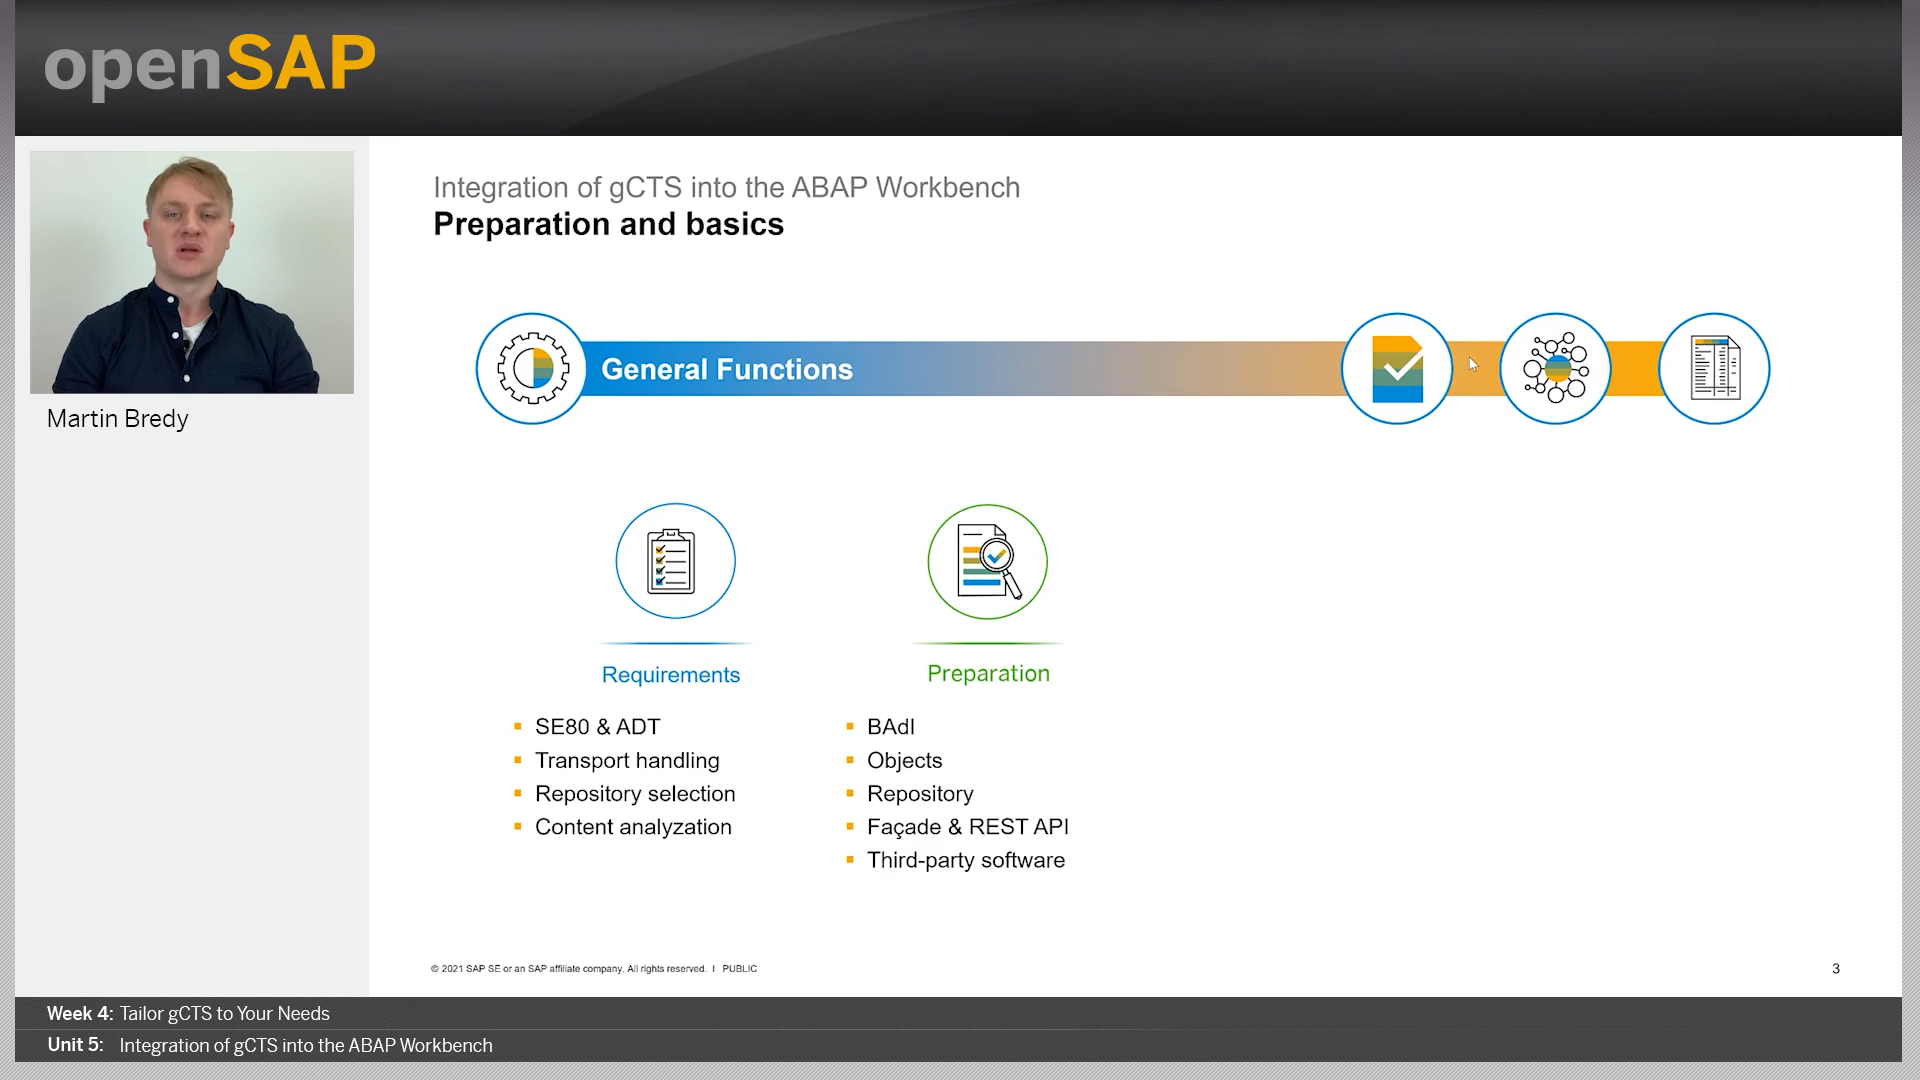 openSAP
Martin Bredy
Integration of gCTS into the ABAP Workbench
Preparation and basics
General Functions
Requirements
SE80 & ADT
Transport handling
Repository selection
Content analyzation
Preparation
BAdI
Objects
Repository
Façade & REST API
Third-party software
© 2021 SAP SE or an SAP affiliate company. All rights reserved. I PUBLIC
3
Week 4: Tailor gCTS to Your Needs
Unit 5: Integration of gCTS into the ABAP Workbench